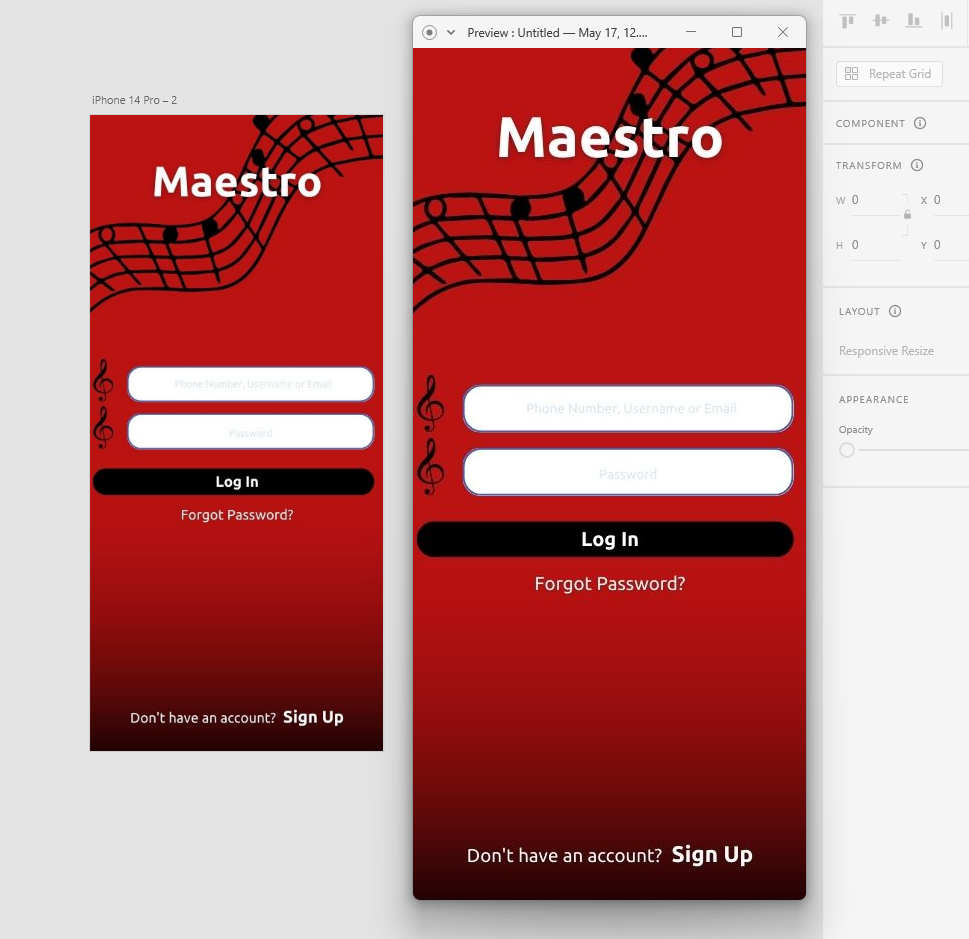 iPhone 14 Pro – 2
Maestro
Phone Number, Username or Email
Password
Log In
Forgot Password?
Don't have an account? Sign Up
Preview : Untitled — May 17, 12....
Maestro
Phone Number, Username or Email
Password
Log In
Forgot Password?
Don't have an account? Sign Up
Repeat Grid
COMPONENT
TRANSFORM
W 0 X 0
H 0 Y 0
LAYOUT
Responsive Resize
APPEARANCE
Opacity